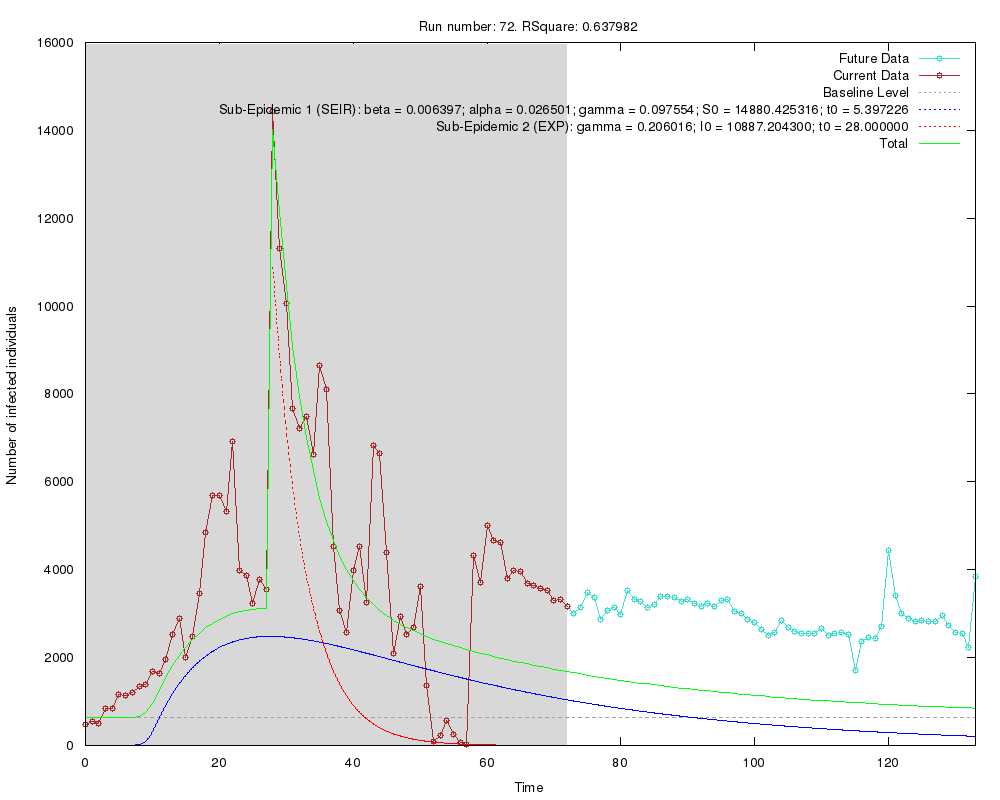 Run number: 72. RSquare: 0.637982
16000
14000
12000
10000
8000
6000
4000
2000
0
Number of infected individuals
Future Data
Current Data
Baseline Level
Sub-Epidemic 1 (SEIR): beta = 0.006397; alpha = 0.026501; gamma = 0.097554; S0 = 14880.425316; t0 = 5.397226
Sub-Epidemic 2 (EXP): gamma = 0.206016; I0 = 10887.204300; t0 = 28.000000
Total
0 20 40 60 80 100 120
Time